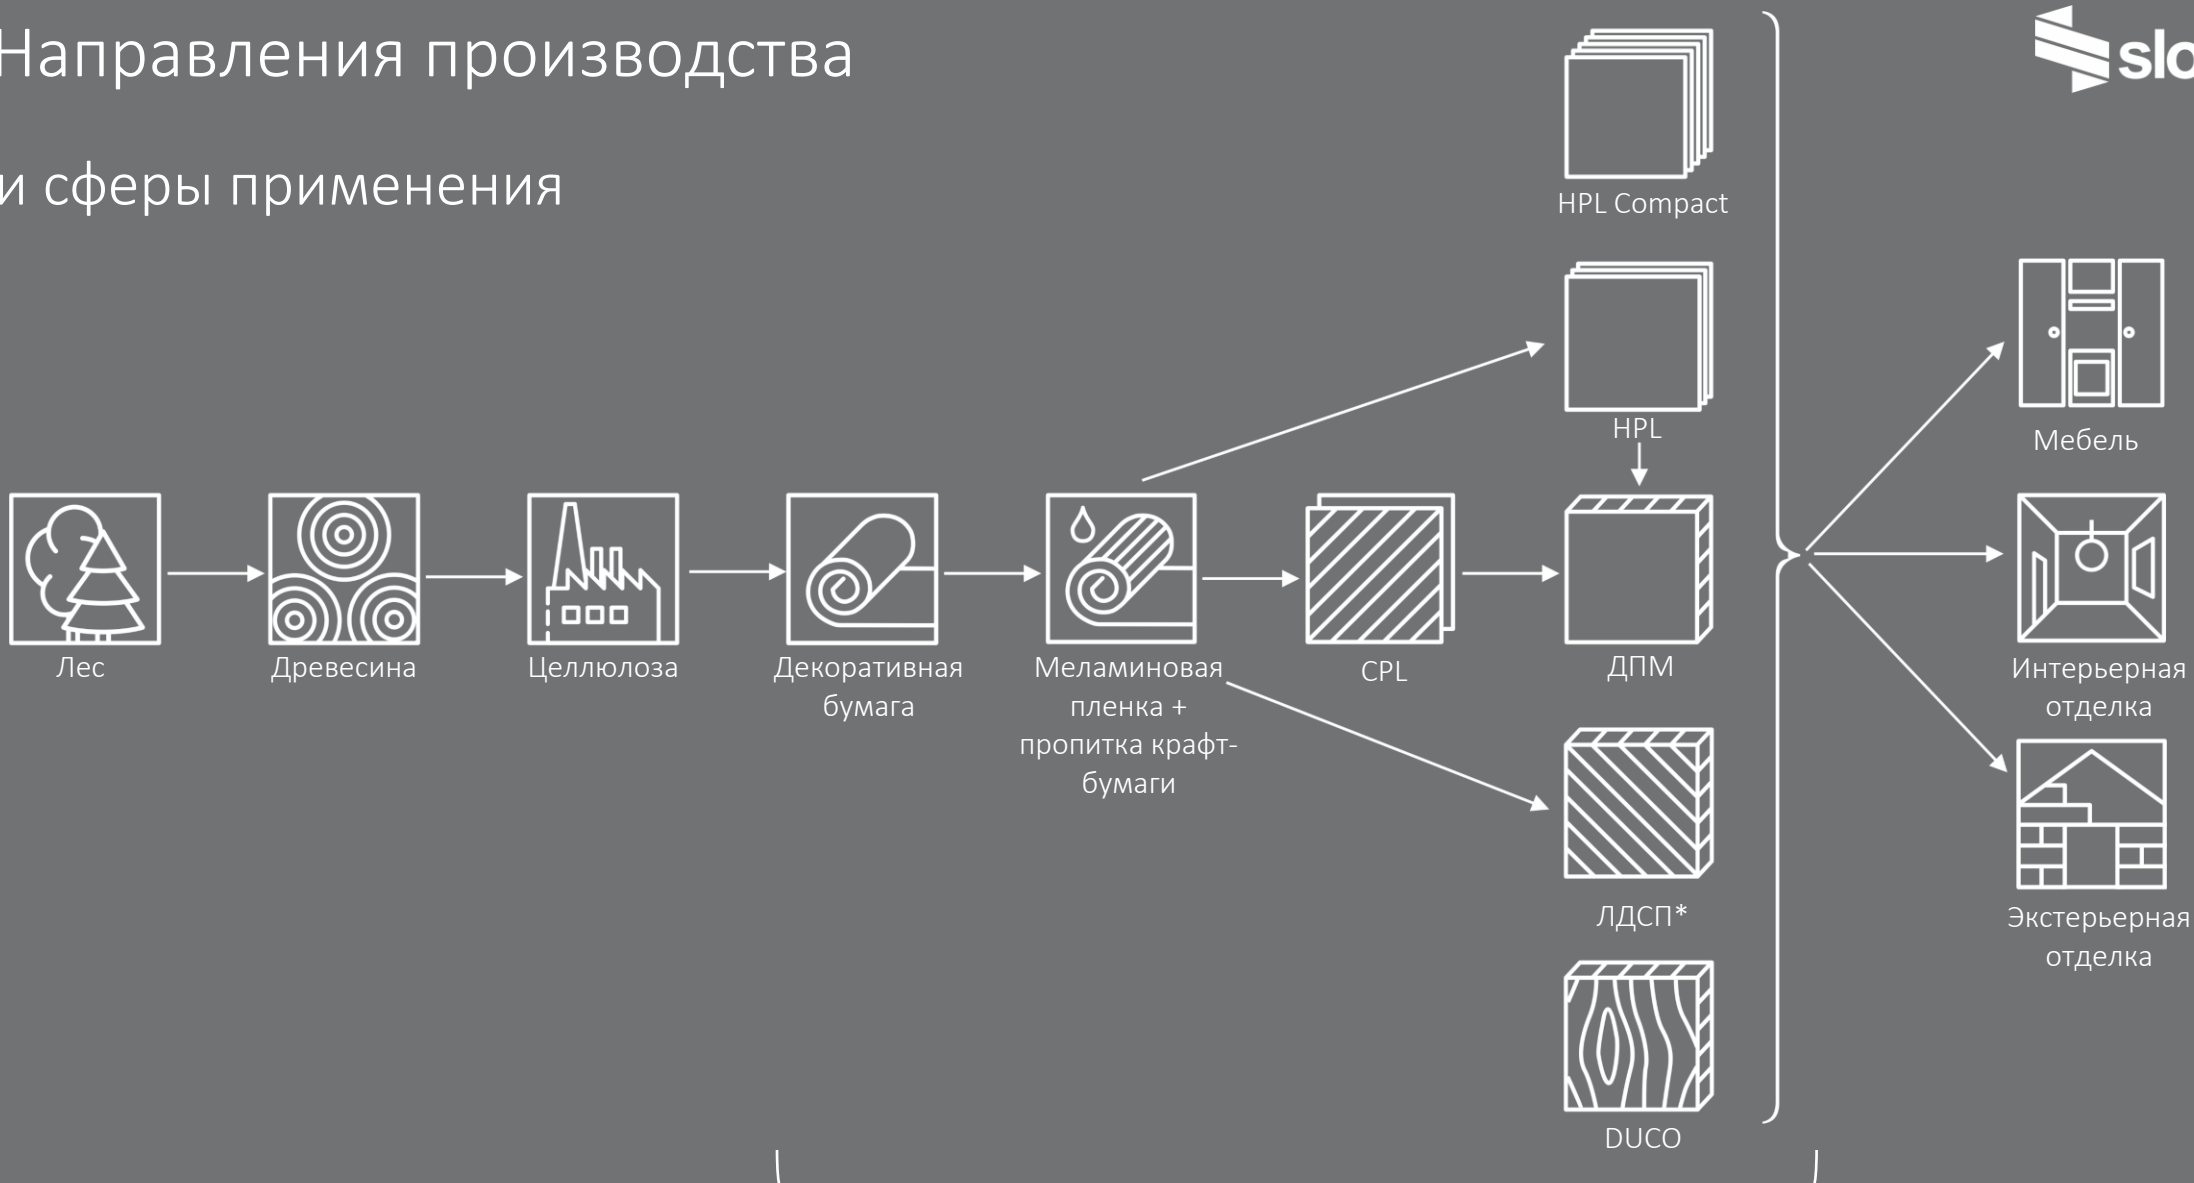 Направления производства
и сферы применения
slo
HPL Compact
HPL
Мебель
Лес
Древесина
Целлюлоза
Декоративная
бумага
Меламиновая
пленка +
пропитка крафт-
бумаги
CPL
ДПМ
Интерьерная
отделка
ЛДСП*
Экстерьерная
отделка
DUCO